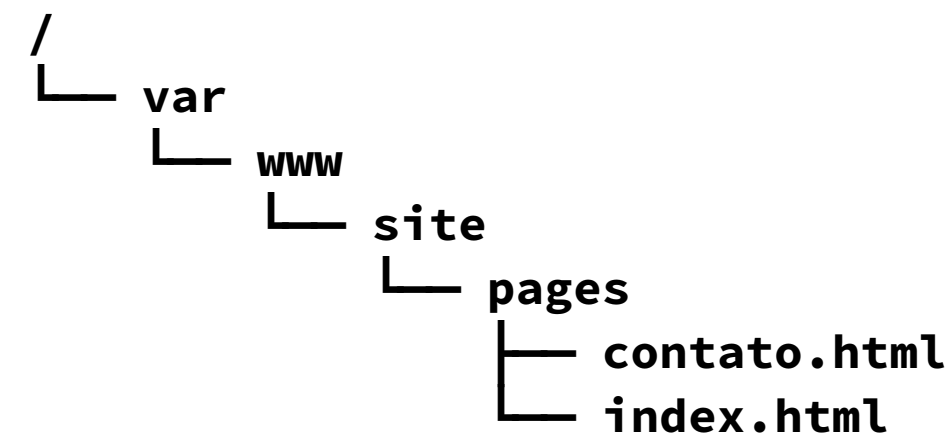 /
└── var
    └── www
        └── site
            └── pages
                ├── contato.html
                └── index.html